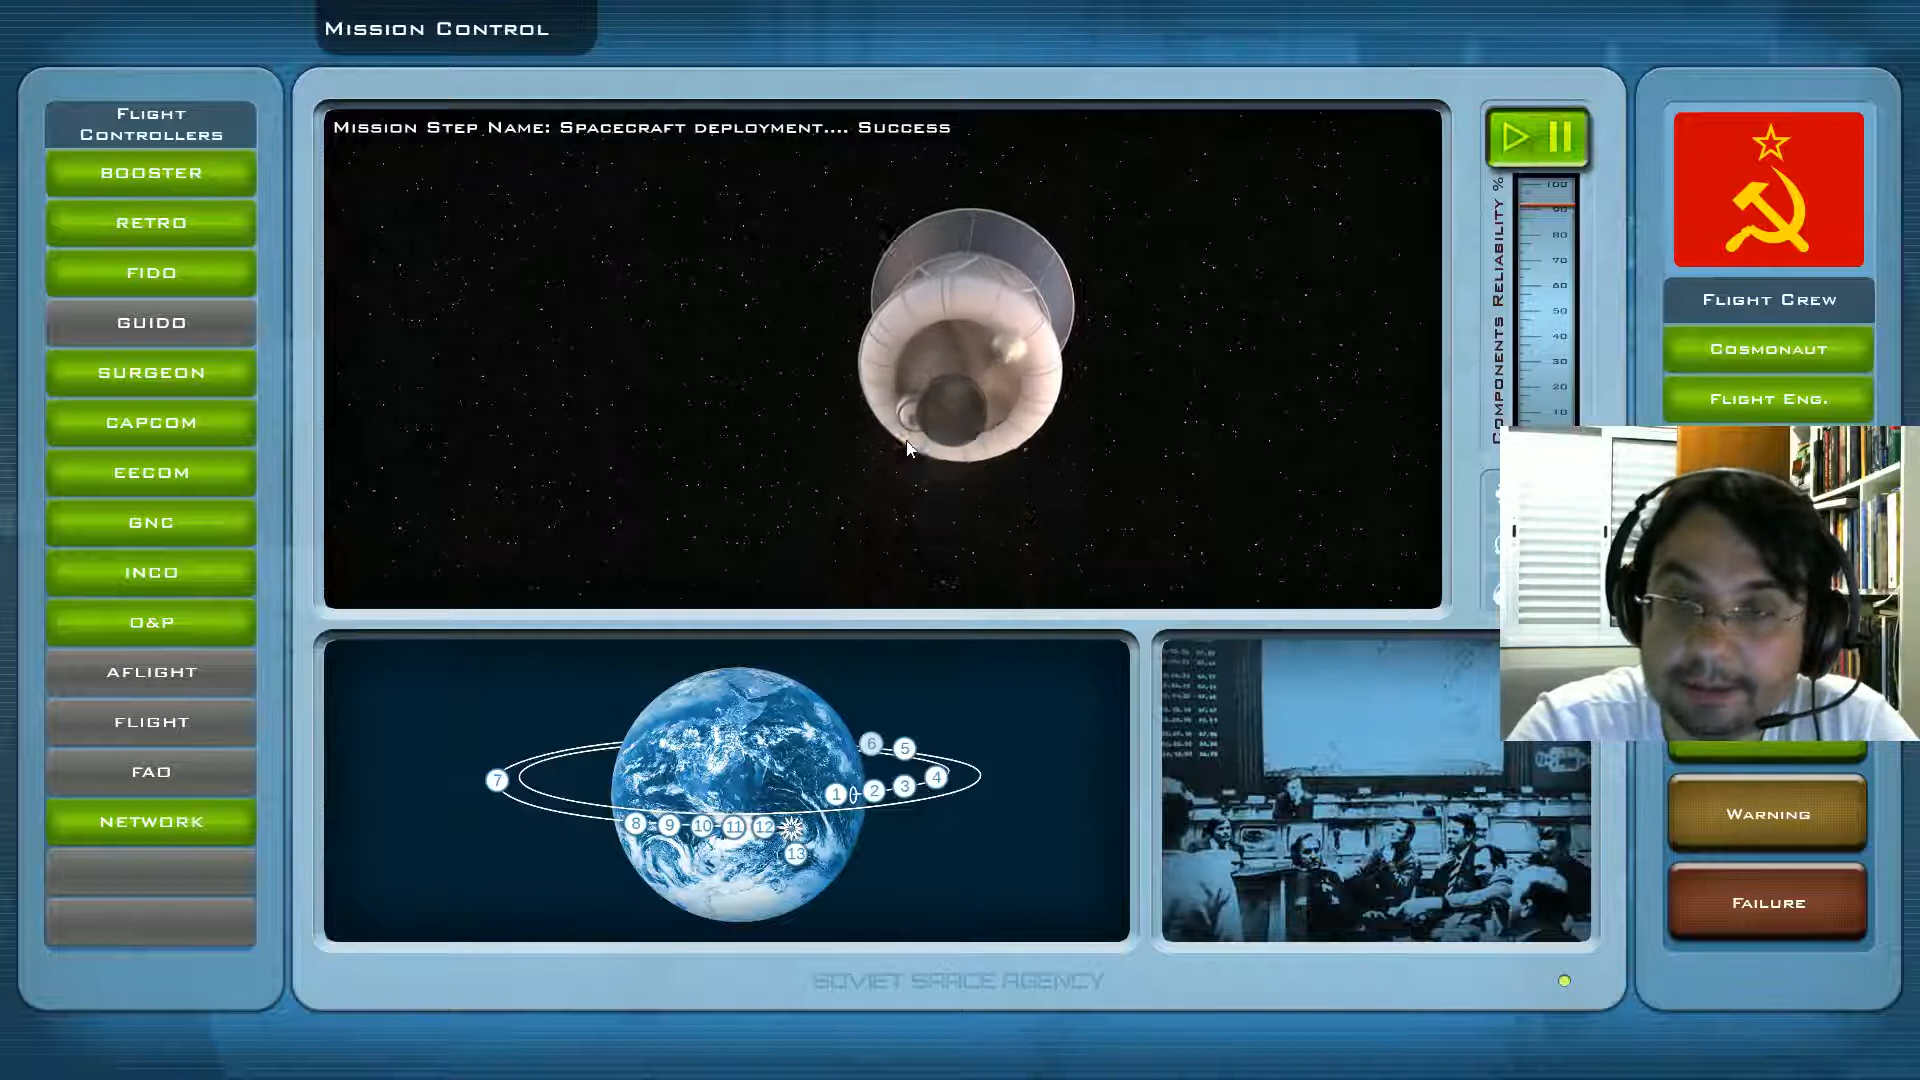 Mission Control
Flight
Controllers
BOOSTER
RETRO
FIDO
GUIDO
SURGEON
CAPCOM
EECOM
GNC
INCO
O&P
AFLIGHT
FLIGHT
FAO
NETWORK
Mission Step Name: Spacecraft deployment.... Success
Components Reliability %
100
90
80
70
60
50
40
30
20
10
Flight Crew
Cosmonaut
Flight Eng.
Warning
Failure
1
2
3
4
5
6
7
8
9
10
11
12
13
SOVIET SPACE AGENCY